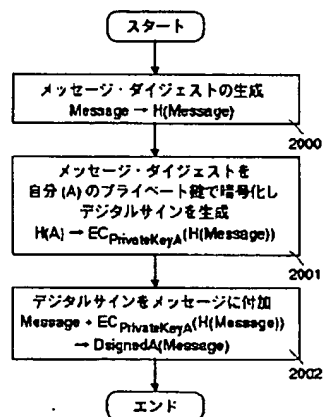 スタート
メッセージ・ダイジェストの生成
Message → H(Message)
2000
メッセージ・ダイジェストを
自分(A)のプライベート鍵で暗号化し
デジタルサインを生成
H(A) → EC_PrivateKeyA(H(Message))
2001
デジタルサインをメッセージに付加
Message + EC_PrivateKeyA(H(Message))
→DsignedA(Message)
2002
エンド